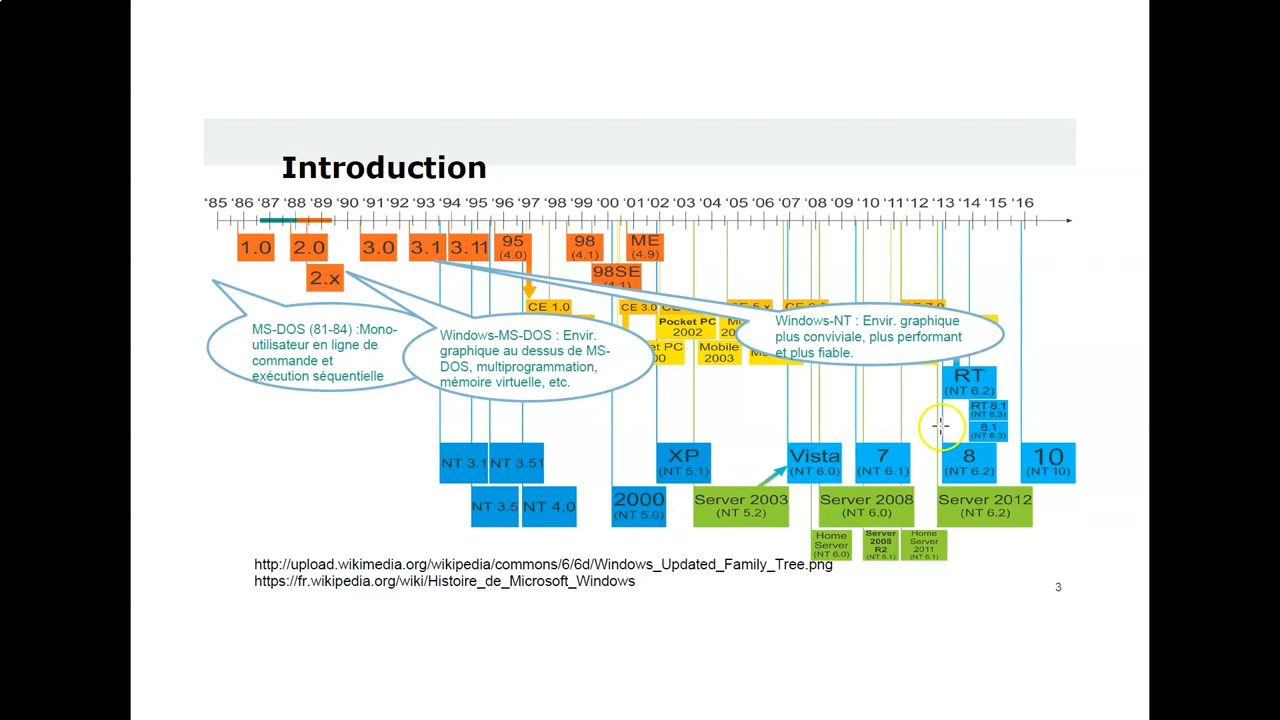 Introduction
'85 '86 '87 '88 '89 '90 '91 '92 '93 '94 '95 '96 '97 '98 '99 '00 '01 '02 '03 '04 '05 '06 '07 '08 '09 '10 '11 '12 '13 '14 '15 '16
1.0
2.0
2.x
3.0
3.1
3.11
95
(4.0)
98
(4.1)
98SE
(4.1)
ME
(4.9)
CE 1.0
CE 3.0
Pocket PC
2002
Mobile
2003
MS-DOS (81-84) :Mono-
utilisateur en ligne de
commande et
exécution séquentielle
Windows-MS-DOS : Envir.
graphique au dessus de MS-
DOS, multiprogrammation,
mémoire virtuelle, etc.
Windows-NT : Envir. graphique
plus conviviale, plus performant
et plus fiable.
RT
(NT 6.2)
RT 8.1
(NT 6.3)
8.1
(NT 6.3)
NT 3.1
NT 3.51
XP
(NT 5.1)
Vista
(NT 6.0)
7
(NT 6.1)
8
(NT 6.2)
10
(NT 10)
NT 3.5
NT 4.0
2000
(NT 5.0)
Server 2003
(NT 5.2)
Server 2008
(NT 6.0)
Server 2012
(NT 6.2)
Home
Server
(NT 6.0)
Server
2008
R2
(NT 6.1)
Home
Server
2011
(NT 6.1)
http://upload.wikimedia.org/wikipedia/commons/6/6d/Windows_Updated_Family_Tree.png
https://fr.wikipedia.org/wiki/Histoire_de_Microsoft_Windows
3